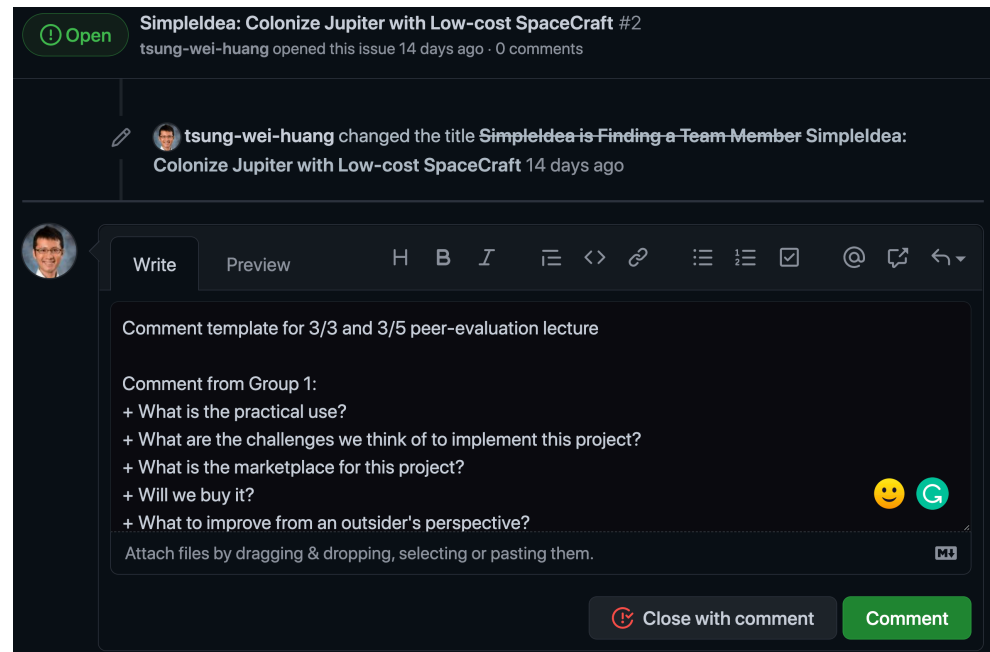 Open
SimpleIdea: Colonize Jupiter with Low-cost SpaceCraft #2
tsung-wei-huang opened this issue 14 days ago · 0 comments
tsung-wei-huang changed the title SimpleIdea is Finding a Team Member SimpleIdea:
Colonize Jupiter with Low-cost SpaceCraft 14 days ago
Write
Preview
Comment template for 3/3 and 3/5 peer-evaluation lecture
Comment from Group 1:
+ What is the practical use?
+ What are the challenges we think of to implement this project?
+ What is the marketplace for this project?
+ Will we buy it?
+ What to improve from an outsider's perspective?
Attach files by dragging & dropping, selecting or pasting them.
Close with comment
Comment